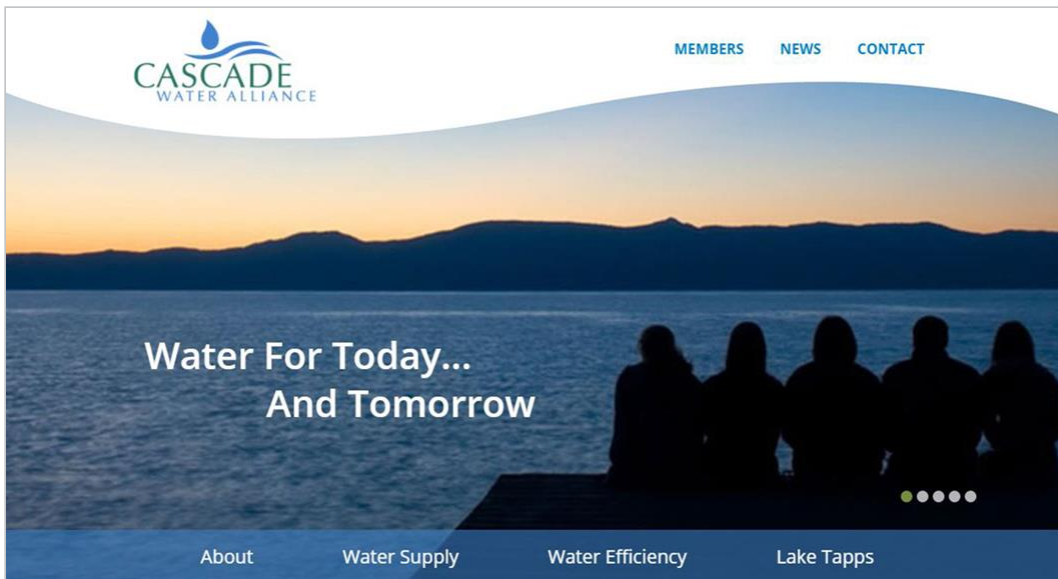 CASCADE
WATER ALLIANCE
MEMBERS NEWS CONTACT
Water For Today...
And Tomorrow
About Water Supply Water Efficiency Lake Tapps